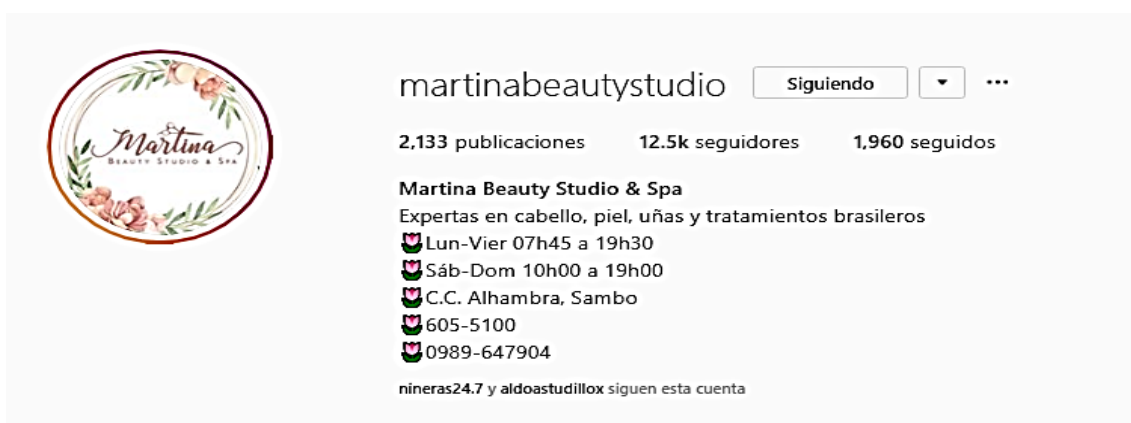 Martina
BEAUTY STUDIO & SPA
martinabeautystudio Siguiendo
2,133 publicaciones 12.5k seguidores 1,960 seguidos
Martina Beauty Studio & Spa
Expertas en cabello, piel, uñas y tratamientos brasileros
🌷Lun-Vier 07h45 a 19h30
🌷Sáb-Dom 10h00 a 19h00
🌷C.C. Alhambra, Sambo
🌷605-5100
🌷0989-647904
nineras24.7 y aldoastudillox siguen esta cuenta